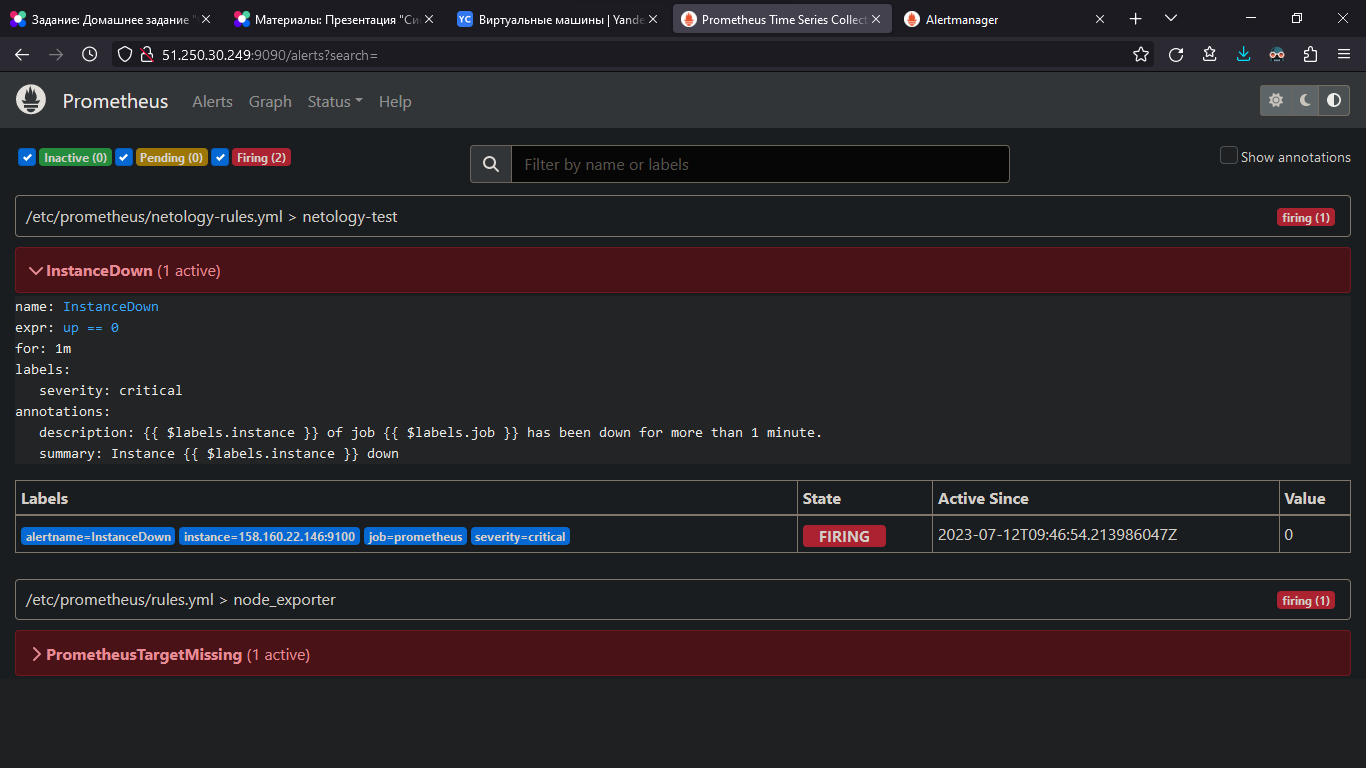 Задание: Домашнее задание "
Материалы: Презентация "Си
YC Виртуальные машины | Yande
Prometheus Time Series Collect
Alertmanager
51.250.30.249:9090/alerts?search=
Prometheus Alerts Graph Status Help
Inactive (0) Pending (0) Firing (2)
Filter by name or labels
Show annotations
/etc/prometheus/netology-rules.yml > netology-test firing (1)
InstanceDown (1 active)
name: InstanceDown
expr: up == 0
for: 1m
labels:
severity: critical
annotations:
description: {{ $labels.instance }} of job {{ $labels.job }} has been down for more than 1 minute.
summary: Instance {{ $labels.instance }} down
Labels State Active Since Value
alertname=InstanceDown instance=158.160.22.146:9100 job=prometheus severity=critical FIRING 2023-07-12T09:46:54.213986047Z 0
/etc/prometheus/rules.yml > node_exporter firing (1)
PrometheusTargetMissing (1 active)